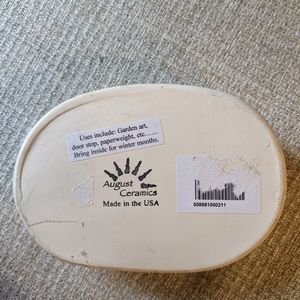 Uses include: Garden art,
door stop, paperweight, etc......
Bring inside for winter months.
August
Ceramics
Made in the USA
508881000211